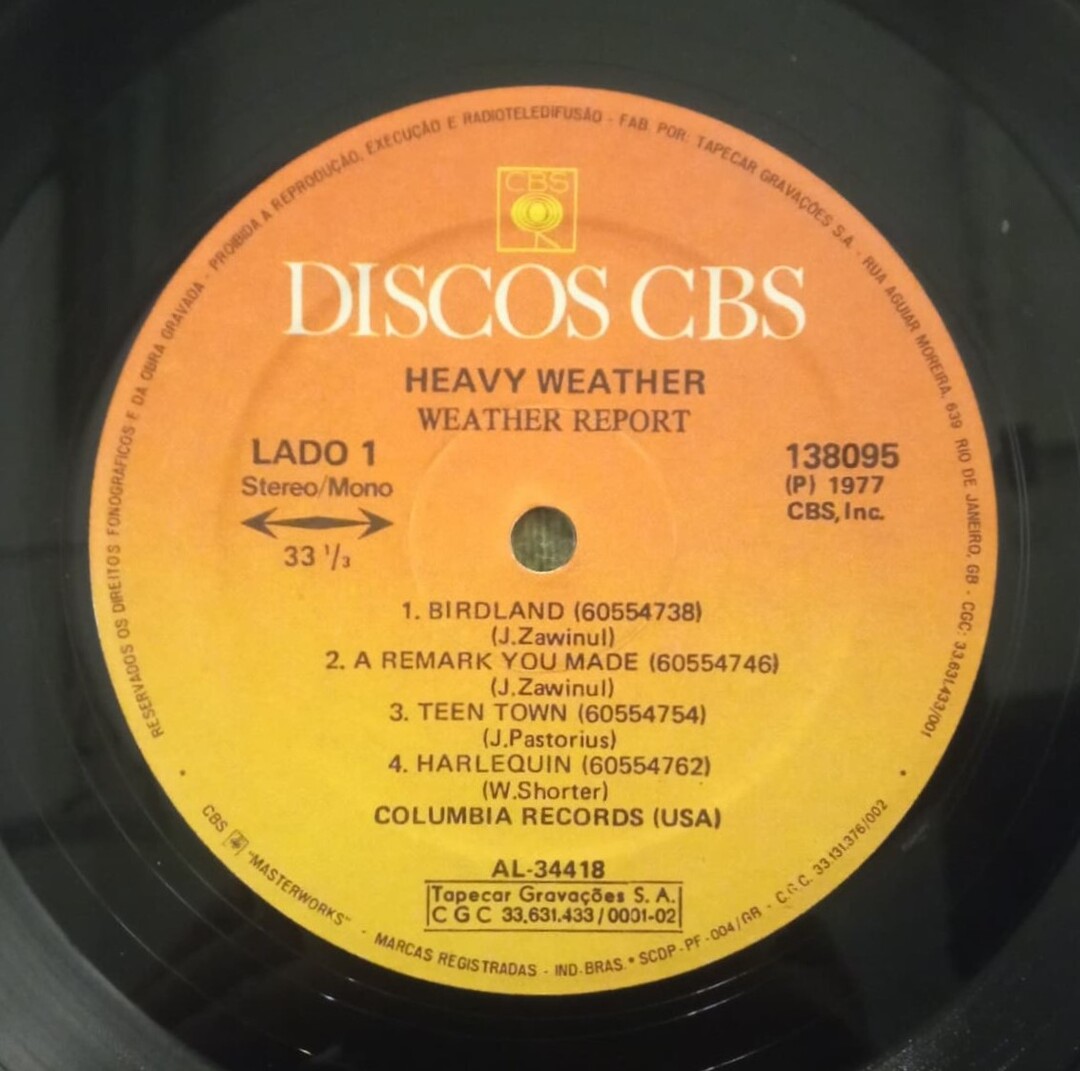 RESERVADOS OS DIREITOS FONOGRAFICOS E DA OBRA GRAVADA - PROIBIDA A REPRODUÇÃO, EXECUÇÃO E RADIOTELEDIFUSÃO - FAB. POR: TAPECAR GRAVAÇÕES S.A. - RUA AGUIAR MOREIRA, 639 RIO DE JANEIRO, GB - CGC: 33.631.433/001
CBS
DISCOS CBS
HEAVY WEATHER
WEATHER REPORT
LADO 1
Stereo/Mono
33 1/3
138095
(P) 1977
CBS, Inc.
1. BIRDLAND (60554738)
(J.Zawinul)
2. A REMARK YOU MADE (60554746)
(J.Zawinul)
3. TEEN TOWN (60554754)
(J.Pastorius)
4. HARLEQUIN (60554762)
(W.Shorter)
COLUMBIA RECORDS (USA)
AL-34418
Tapecar Gravações S. A.
C G C 33.631.433/0001-02
CBS "MASTERWORKS" - MARCAS REGISTRADAS - IND. BRAS. • SCDP-PF-004/GB - C.G.C. 33.131.376/002